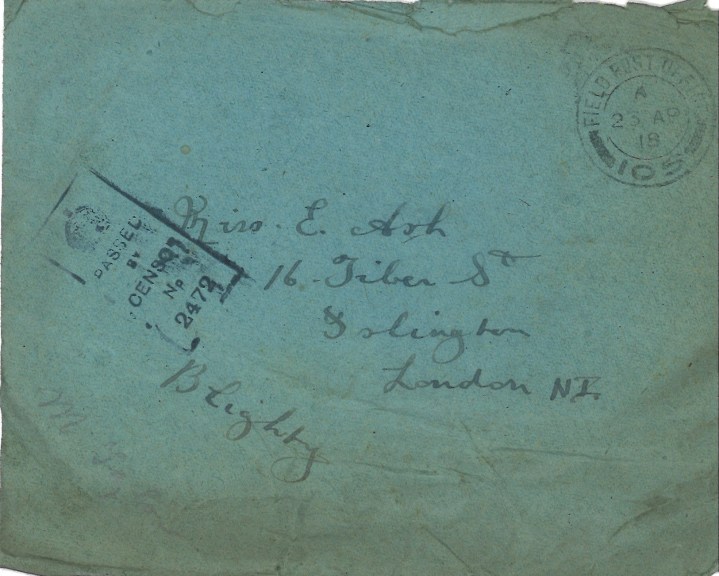 FIELD POST OFFICE
A
23 AP
18
105
PASSED
BY
CENSOR
No
2472
Miss. E. Ash
16. Tiber St
Islington
London N I.
Blighty